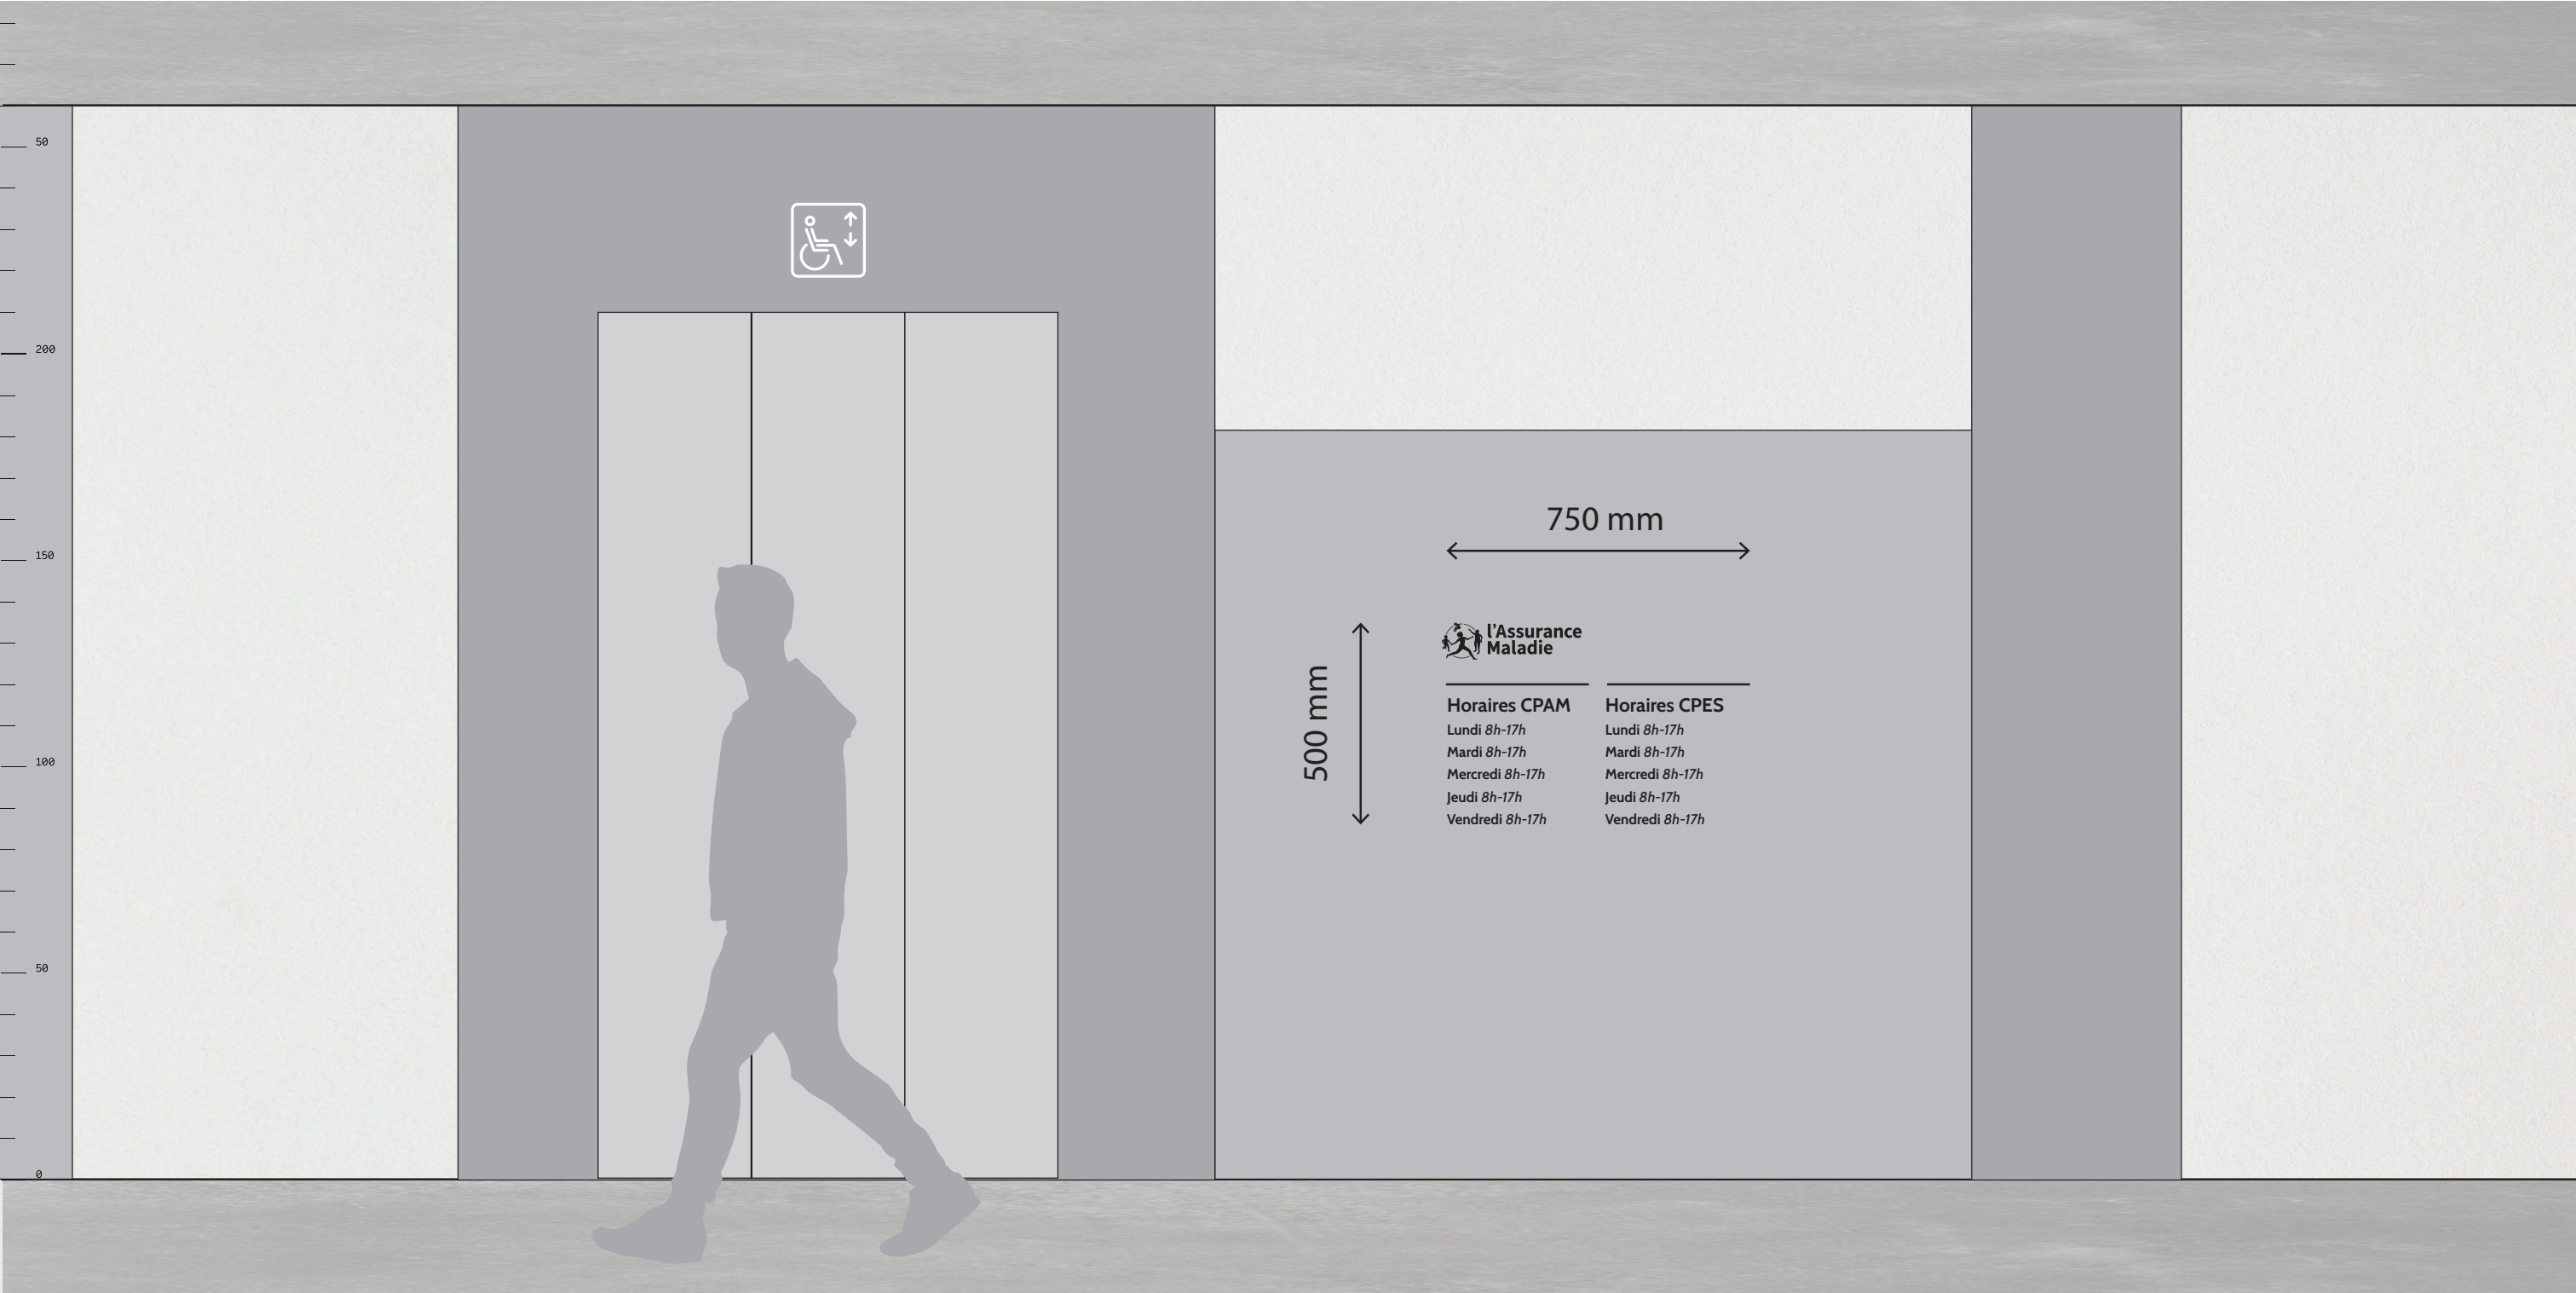 50
200
150
100
50
0
750 mm
500 mm
l'Assurance
Maladie
Horaires CPAM
Lundi 8h-17h
Mardi 8h-17h
Mercredi 8h-17h
Jeudi 8h-17h
Vendredi 8h-17h
Horaires CPES
Lundi 8h-17h
Mardi 8h-17h
Mercredi 8h-17h
Jeudi 8h-17h
Vendredi 8h-17h